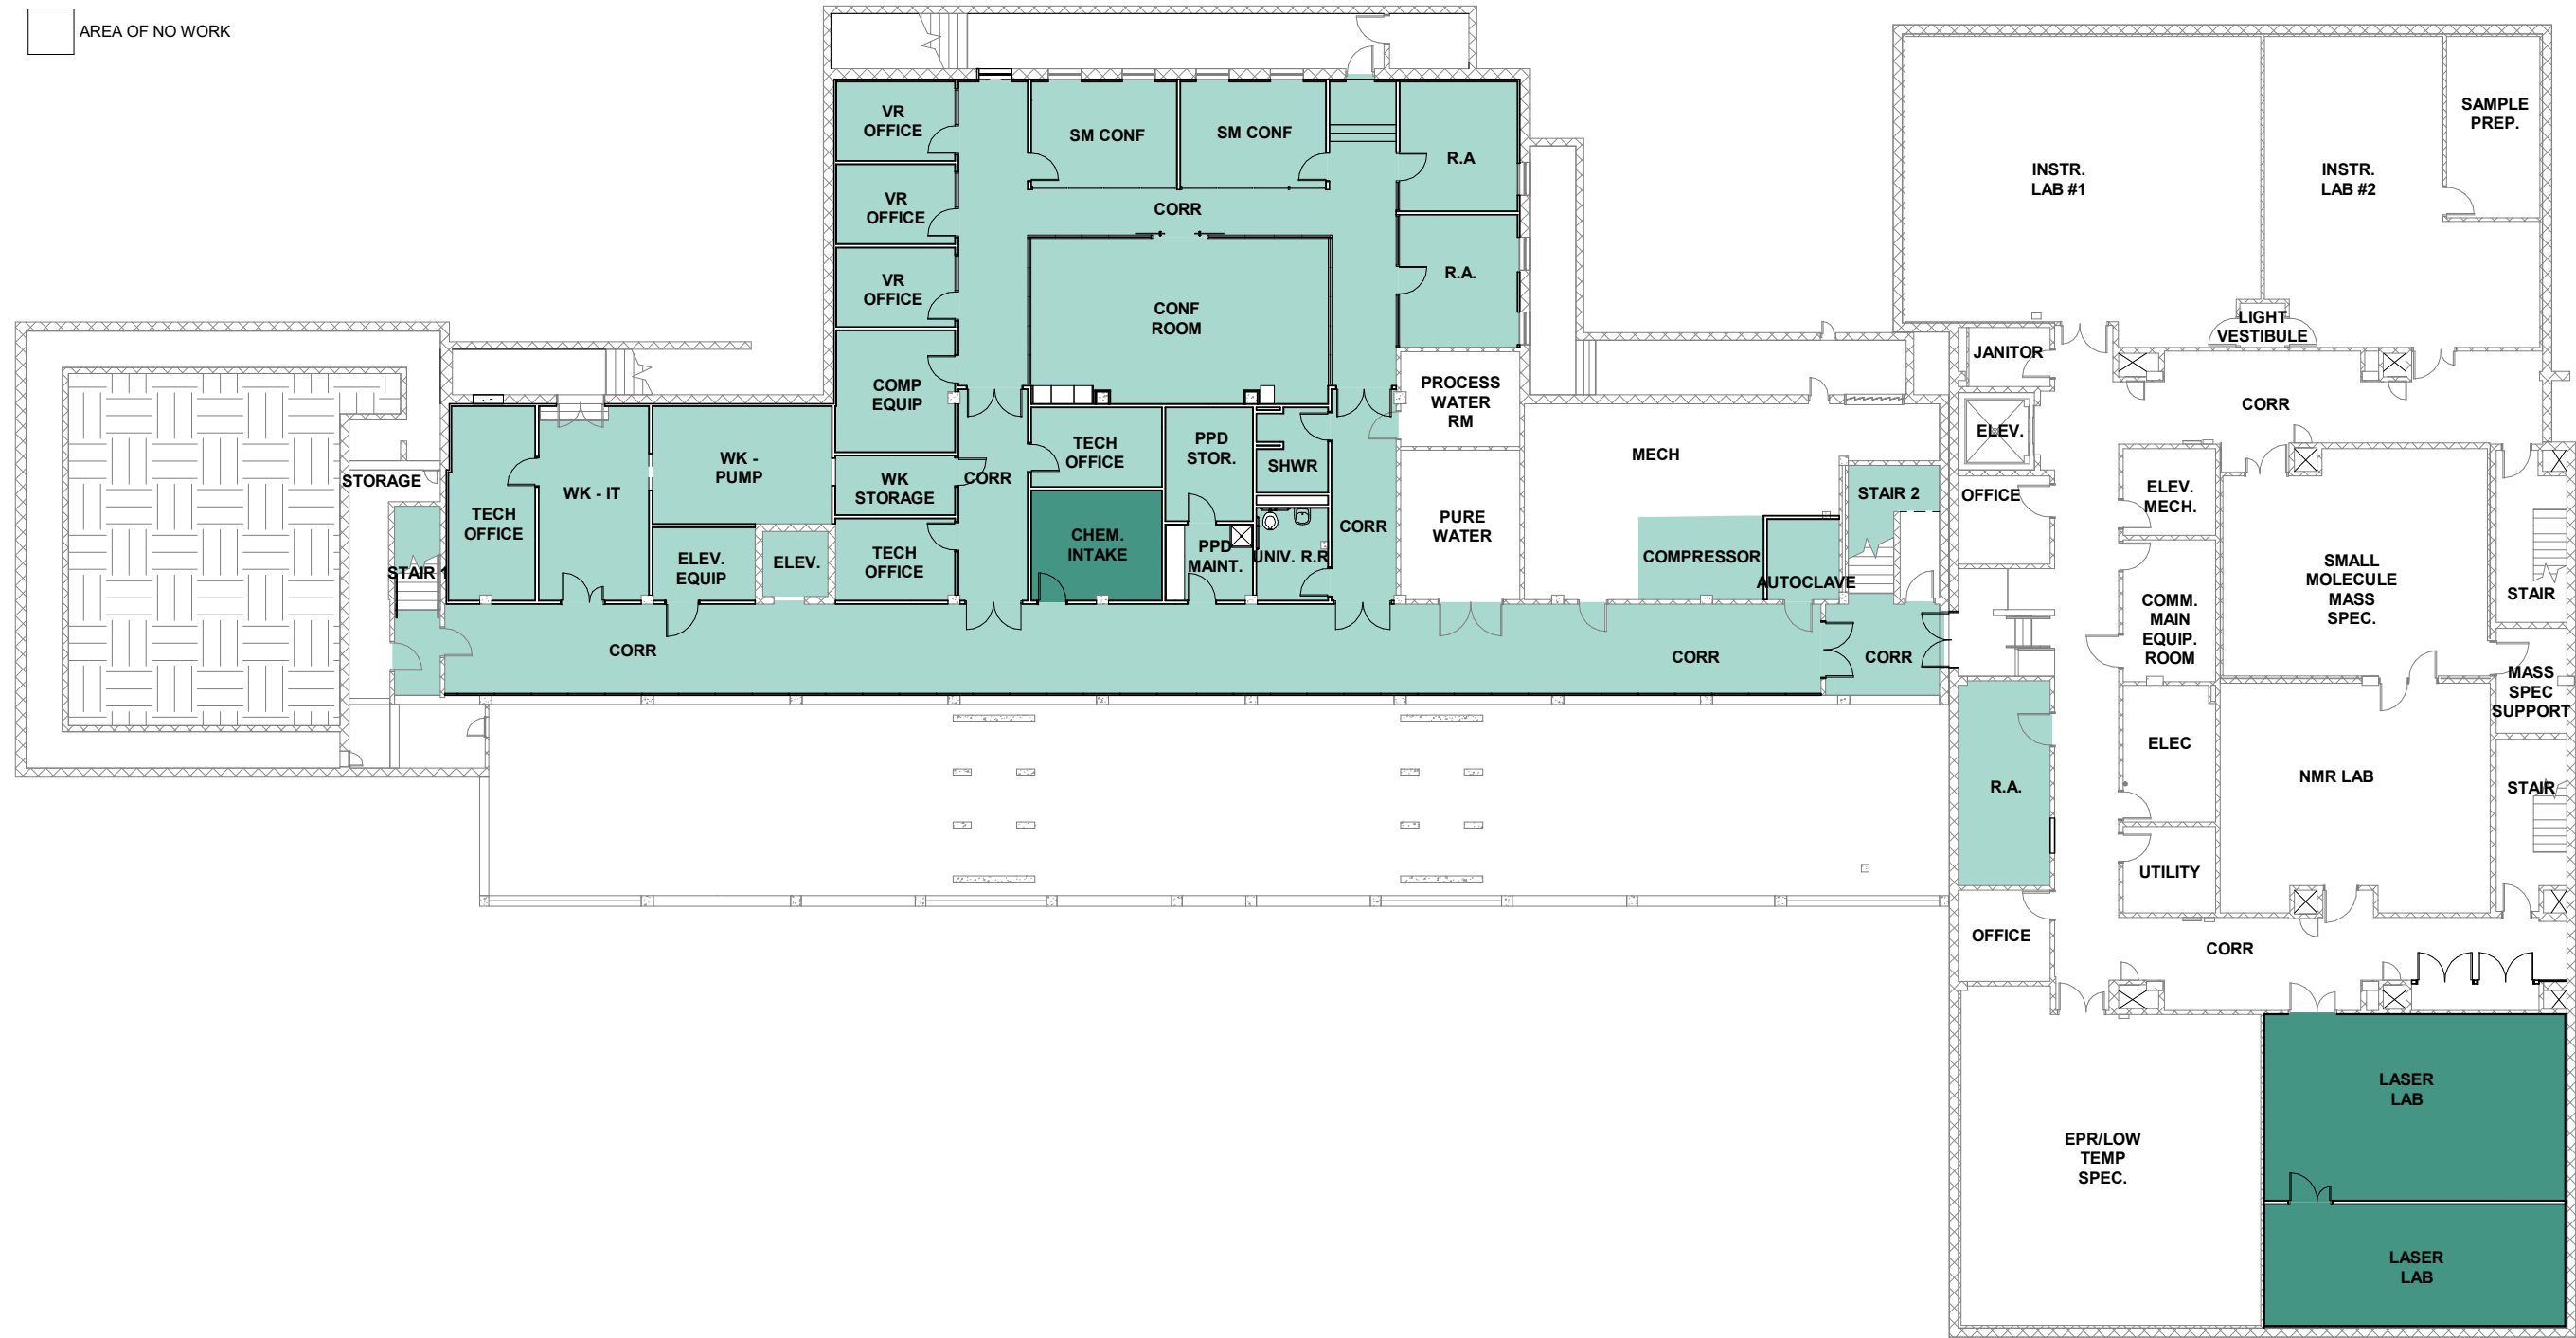 AREA OF NO WORK
VR
OFFICE
SM CONF
SM CONF
R.A
INSTR.
LAB #1
INSTR.
LAB #2
SAMPLE
PREP.
VR
OFFICE
CORR
VR
OFFICE
CONF
ROOM
R.A.
LIGHT
VESTIBULE
JANITOR
COMP
EQUIP
PROCESS
WATER
RM
CORR
ELEV.
STORAGE
TECH
OFFICE
WK - IT
WK -
PUMP
WK
STORAGE
CORR
TECH
OFFICE
PPD
STOR.
SHWR
MECH
STAIR 2
OFFICE
ELEV.
MECH.
STAIR 1
ELEV.
EQUIP
ELEV.
TECH
OFFICE
CHEM.
INTAKE
PPD
MAINT.
UNIV. R.R
CORR
PURE
WATER
COMPRESSOR
AUTOCLAVE
COMM.
MAIN
EQUIP.
ROOM
SMALL
MOLECULE
MASS
SPEC.
STAIR
CORR
CORR
CORR
MASS
SPEC
SUPPORT
ELEC
NMR LAB
R.A.
STAIR
UTILITY
OFFICE
CORR
LASER
LAB
EPR/LOW
TEMP
SPEC.
LASER
LAB